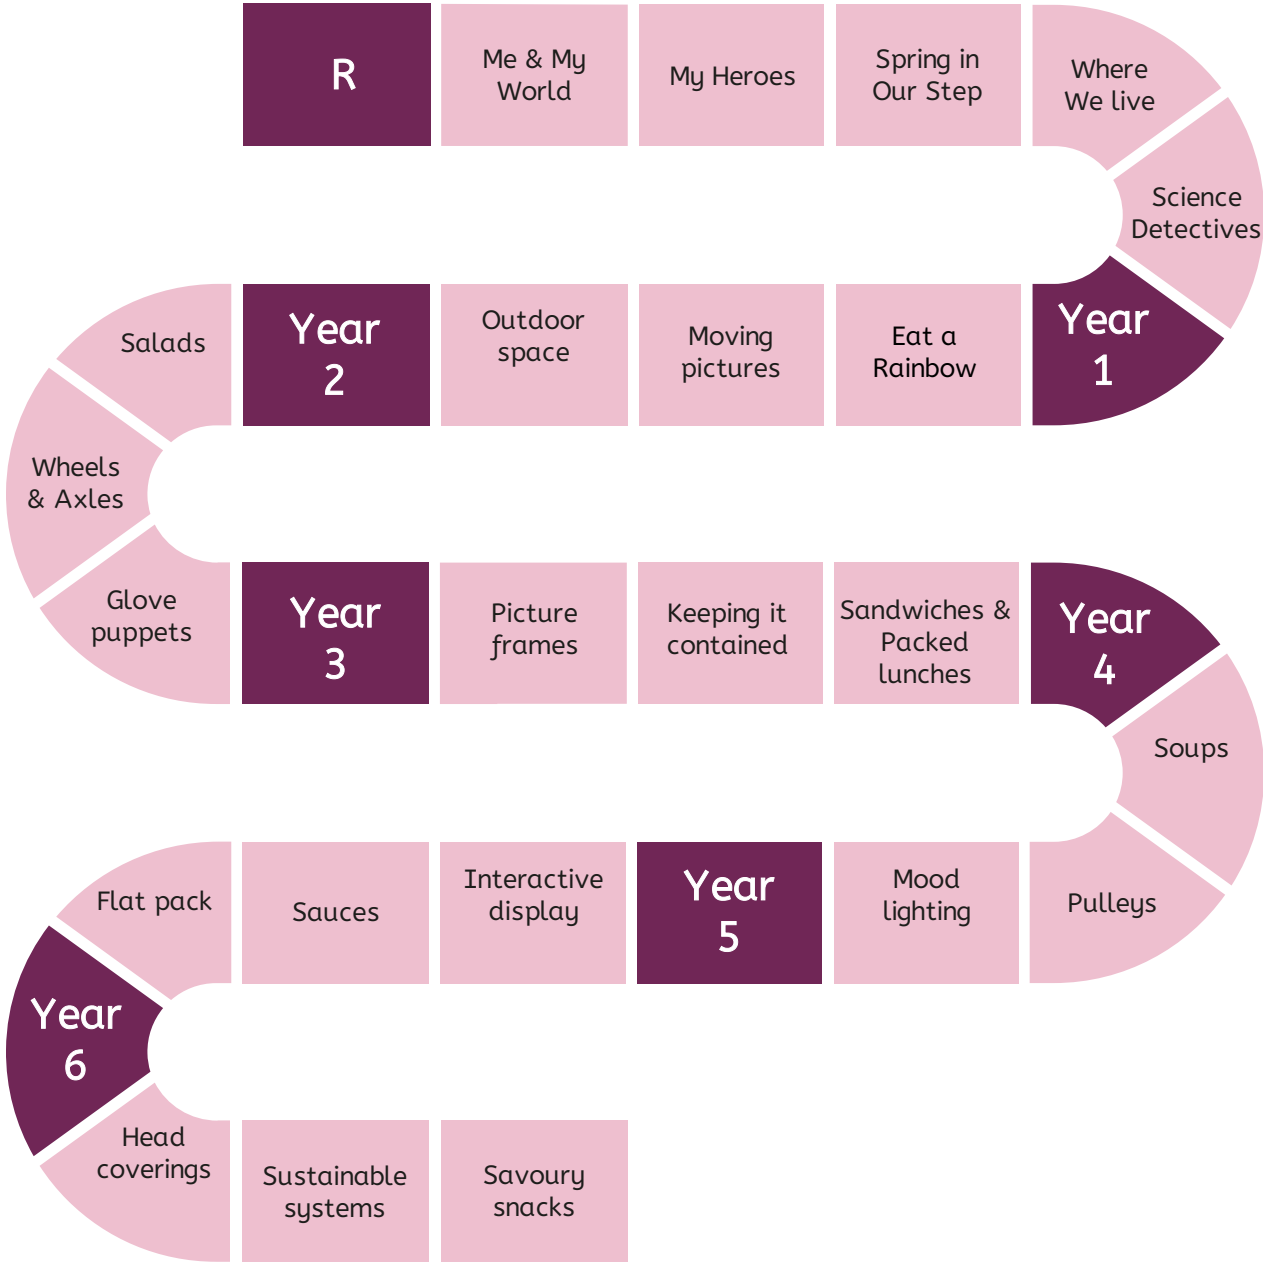 R
Me & My
World
My Heroes
Spring in
Our Step
Where
We live
Science
Detectives
Year
1
Eat a
Rainbow
Moving
pictures
Outdoor
space
Year
2
Salads
Wheels
& Axles
Glove
puppets
Year
3
Picture
frames
Keeping it
contained
Sandwiches &
Packed
lunches
Year
4
Soups
Pulleys
Mood
lighting
Year
5
Interactive
display
Sauces
Flat pack
Year
6
Head
coverings
Sustainable
systems
Savoury
snacks